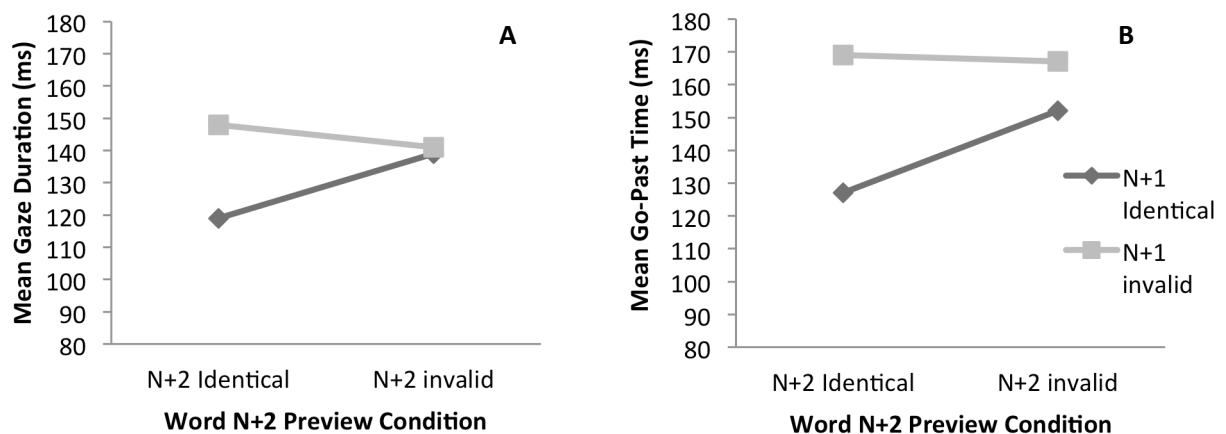 A
Mean Gaze Duration (ms)
180
170
160
150
140
130
120
110
100
90
80
N+2 Identical
N+2 invalid
Word N+2 Preview Condition
B
Mean Go-Past Time (ms)
180
170
160
150
140
130
120
110
100
90
80
N+2 Identical
N+2 invalid
Word N+2 Preview Condition
N+1
Identical
N+1
invalid